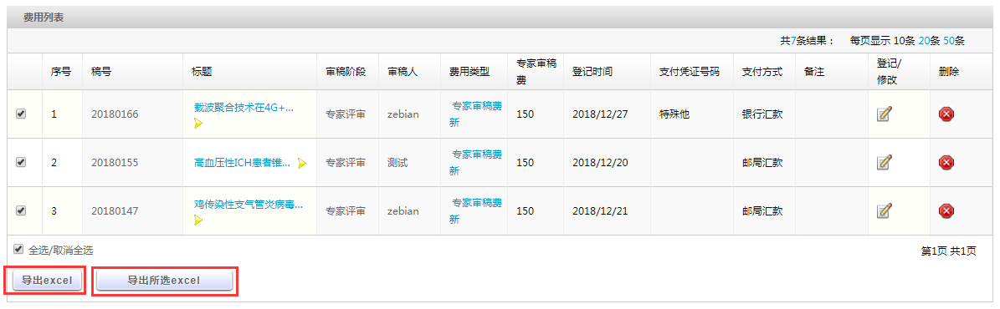 费用列表
共7条结果： 每页显示 10条 20条 50条
序号 稿号 标题 审稿阶段 审稿人 费用类型 专家审稿费 登记时间 支付凭证号码 支付方式 备注 登记/修改 删除
1 20180166 载波聚合技术在4G+... 专家评审 zebian 专家审稿费新 150 2018/12/27 特殊他 银行汇款
2 20180155 高血压性ICH患者锥... 专家评审 测试 专家审稿费新 150 2018/12/20 邮局汇款
3 20180147 鸡传染性支气管炎病毒... 专家评审 zebian 专家审稿费新 150 2018/12/21 邮局汇款
全选/取消全选 第1页 共1页
导出excel 导出所选excel